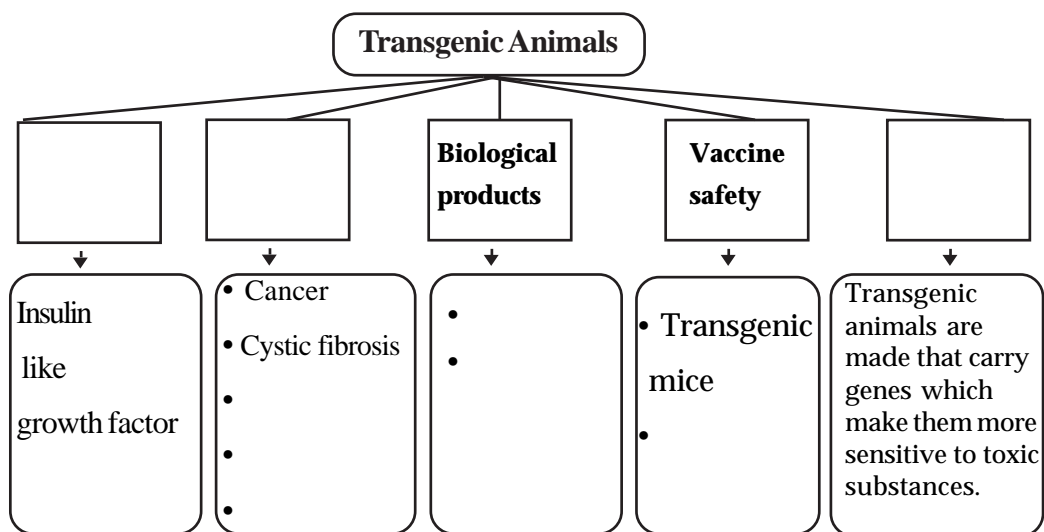 Transgenic Animals
Biological
products
Vaccine
safety
Insulin
like
growth factor
• Cancer
• Cystic fibrosis
•
•
•
•
•
• Transgenic
mice
•
Transgenic
animals are
made that carry
genes which
make them more
sensitive to toxic
substances.